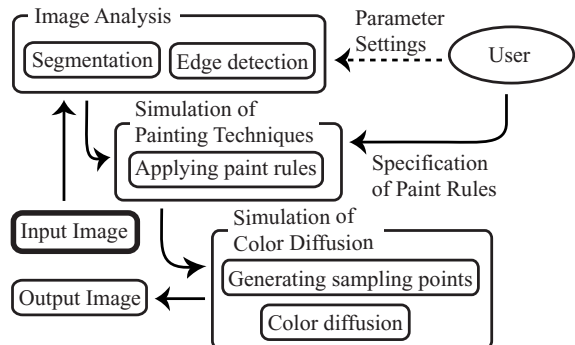 Image Analysis
Segmentation
Edge detection
Parameter
Settings
User
Simulation of
Painting Techniques
Applying paint rules
Specification
of Paint Rules
Input Image
Simulation of
Color Diffusion
Generating sampling points
Output Image
Color diffusion